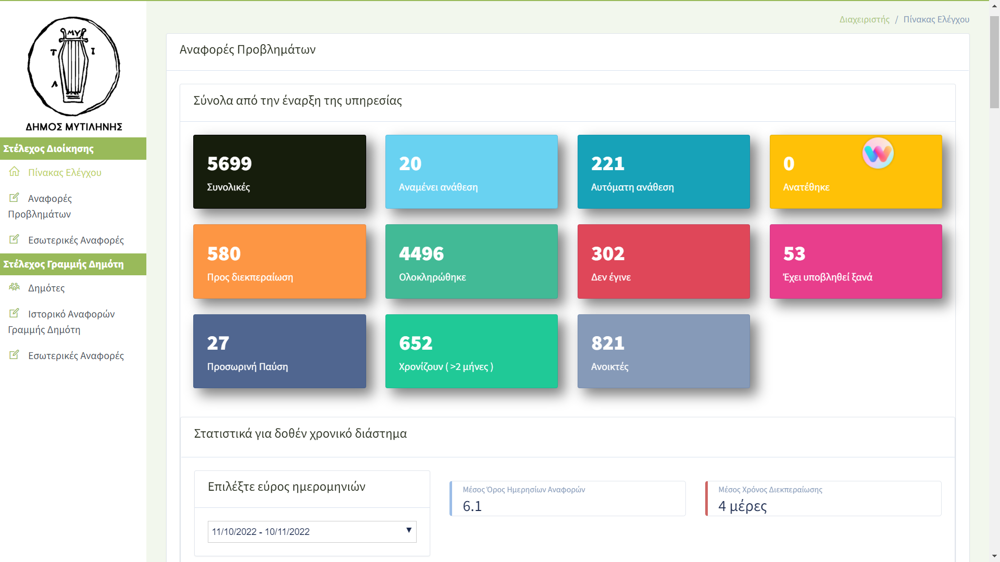 Διαχειριστής / Πίνακας Ελέγχου
ΜΥ
Τ Ι
Λ
ΔΗΜΟΣ ΜΥΤΙΛΗΝΗΣ
Στέλεχος Διοίκησης
Πίνακας Ελέγχου
Αναφορές
Προβλημάτων
Εσωτερικές Αναφορές
Στέλεχος Γραμμής Δημότη
Δημότες
Ιστορικό Αναφορών
Γραμμής Δημότη
Εσωτερικές Αναφορές
Αναφορές Προβλημάτων
Σύνολα από την έναρξη της υπηρεσίας
5699
Συνολικές
20
Αναμένει ανάθεση
221
Αυτόματη ανάθεση
0
Ανατέθηκε
580
Προς διεκπεραίωση
4496
Ολοκληρώθηκε
302
Δεν έγινε
53
Έχει υποβληθεί ξανά
27
Προσωρινή Παύση
652
Χρονίζουν ( >2 μήνες )
821
Ανοικτές
Στατιστικά για δοθέν χρονικό διάστημα
Επιλέξτε εύρος ημερομηνιών
11/10/2022 - 10/11/2022
Μέσος Όρος Ημερησίων Αναφορών
6.1
Μέσος Χρόνος Διεκπεραίωσης
4 μέρες